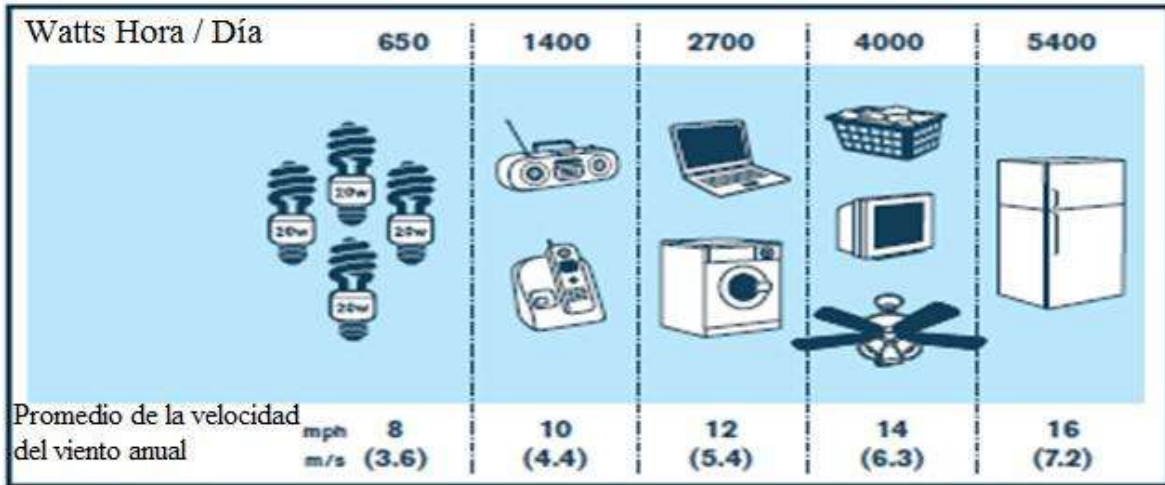 Watts Hora / Día 650 1400 2700 4000 5400
20w
20w 20w
20w
Promedio de la velocidad
del viento anual
mph 8 10 12 14 16
m/s (3.6) (4.4) (5.4) (6.3) (7.2)